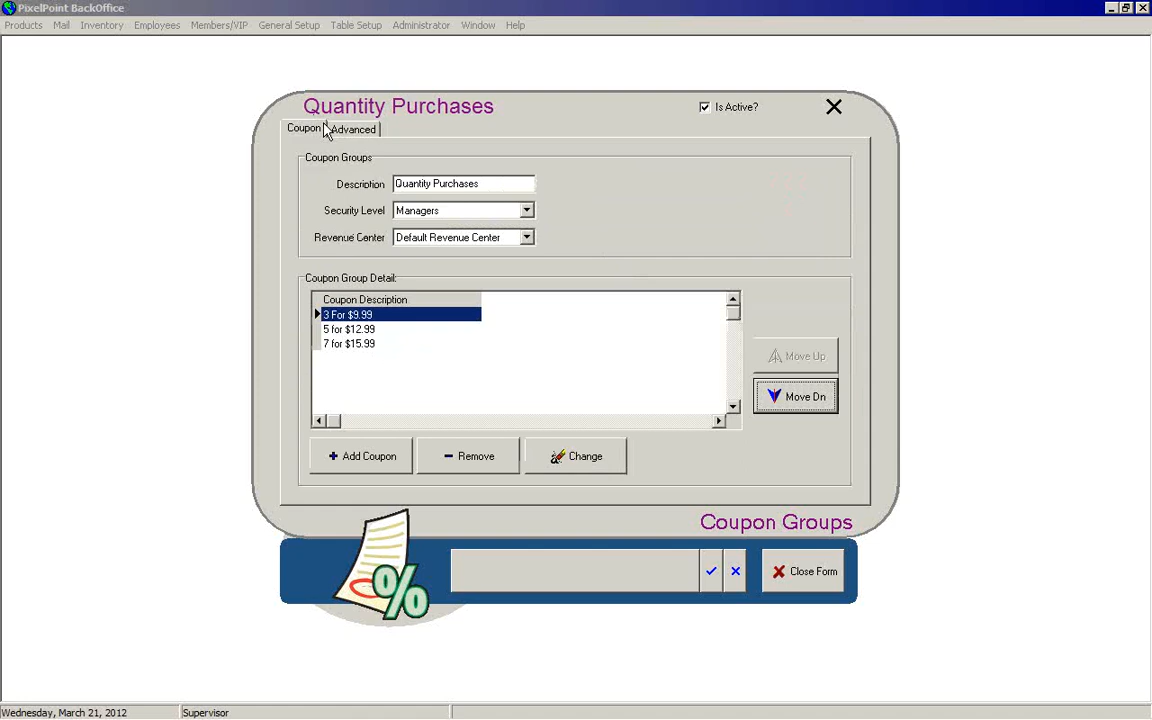 PixelPoint BackOffice
Products Mail Inventory Employees Members/VIP General Setup Table Setup Administrator Window Help
Quantity Purchases
Is Active?
Coupon Advanced
Coupon Groups
Description Quantity Purchases
Security Level Managers
Revenue Center Default Revenue Center
Coupon Group Detail:
Coupon Description
3 For $9.99
5 for $12.99
7 for $15.99
Move Up
Move Dn
+ Add Coupon
− Remove
Change
Coupon Groups
%
Close Form
Wednesday, March 21, 2012 Supervisor